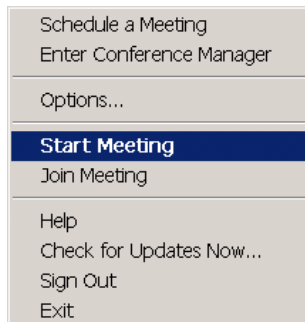 Schedule a Meeting
Enter Conference Manager
Options...
Start Meeting
Join Meeting
Help
Check for Updates Now...
Sign Out
Exit